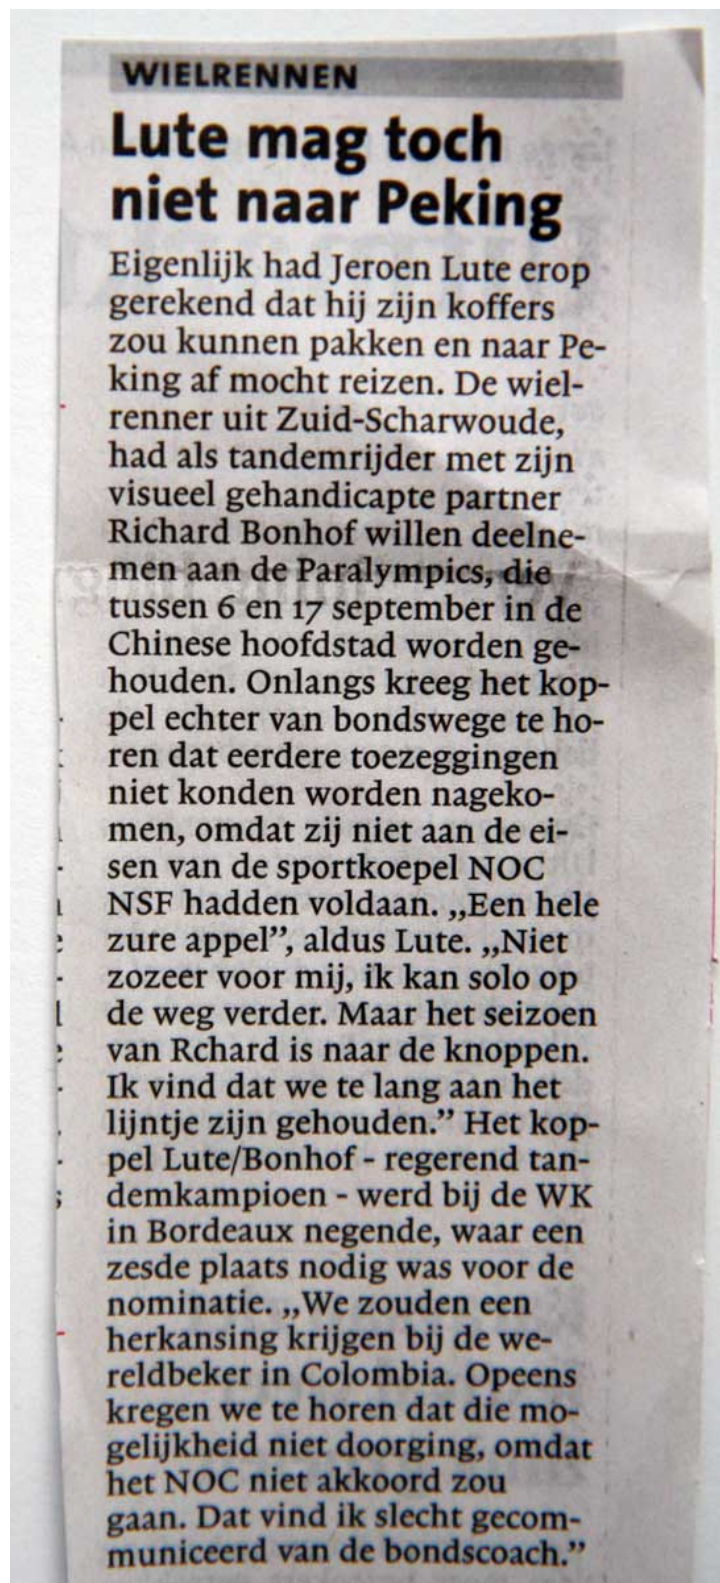 WIELRENNEN
Lute mag toch
niet naar Peking
Eigenlijk had Jeroen Lute erop
gerekend dat hij zijn koffers
zou kunnen pakken en naar Pe-
king af mocht reizen. De wiel-
renner uit Zuid-Scharwoude,
had als tandemrijder met zijn
visueel gehandicapte partner
Richard Bonhof willen deelne-
men aan de Paralympics, die
tussen 6 en 17 september in de
Chinese hoofdstad worden ge-
houden. Onlangs kreeg het kop-
pel echter van bondswege te ho-
ren dat eerdere toezeggingen
niet konden worden nageko-
men, omdat zij niet aan de ei-
sen van de sportkoepel NOC
NSF hadden voldaan. „Een hele
zure appel”, aldus Lute. „Niet
zozeer voor mij, ik kan solo op
de weg verder. Maar het seizoen
van Rchard is naar de knoppen.
Ik vind dat we te lang aan het
lijntje zijn gehouden.” Het kop-
pel Lute/Bonhof - regerend tan-
demkampioen - werd bij de WK
in Bordeaux negende, waar een
zesde plaats nodig was voor de
nominatie. „We zouden een
herkansing krijgen bij de we-
reldbeker in Colombia. Opeens
kregen we te horen dat die mo-
gelijkheid niet doorging, omdat
het NOC niet akkoord zou
gaan. Dat vind ik slecht gecom-
municeerd van de bondscoach.”